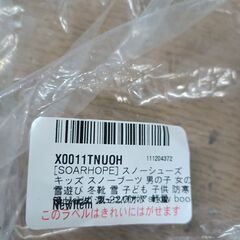 X0011TNUOH
111204372
[SOARHOPE] スノーシューズ
キッズ スノーブーツ 男の子 女の
雪遊び 冬靴 雪 子ども 子供 防寒
New item
このラベルはきれいにはがせます